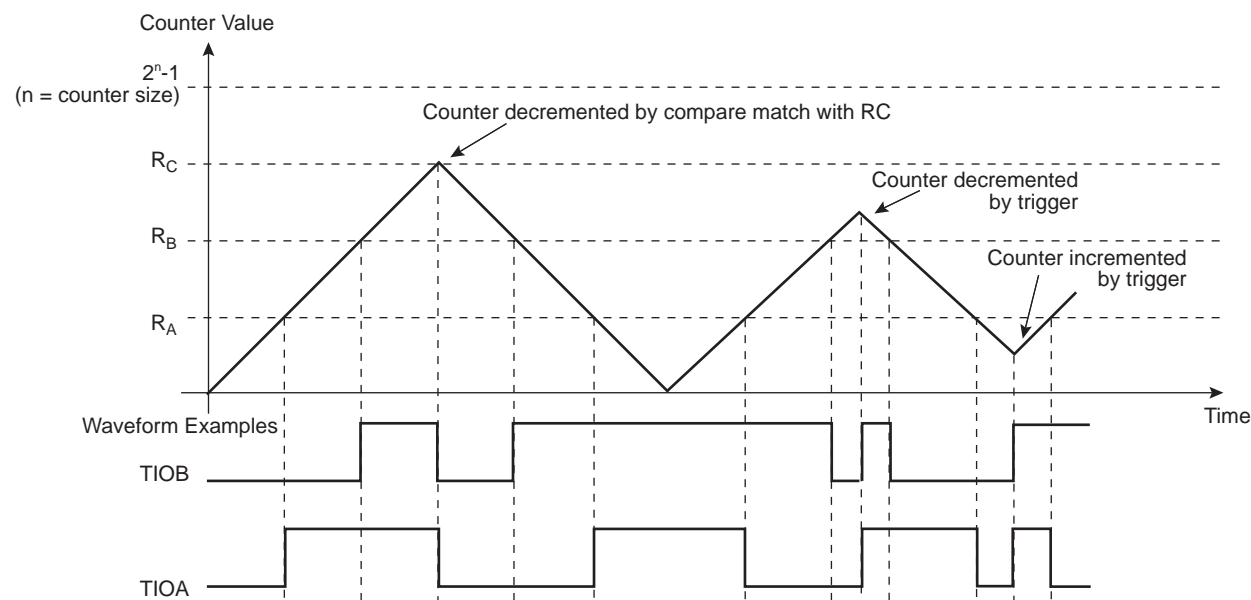 Counter Value
2ⁿ-1
(n = counter size)
Counter decremented by compare match with RC
R_C
Counter decremented
by trigger
R_B
Counter incremented
by trigger
R_A
Time
Waveform Examples
TIOB
TIOA